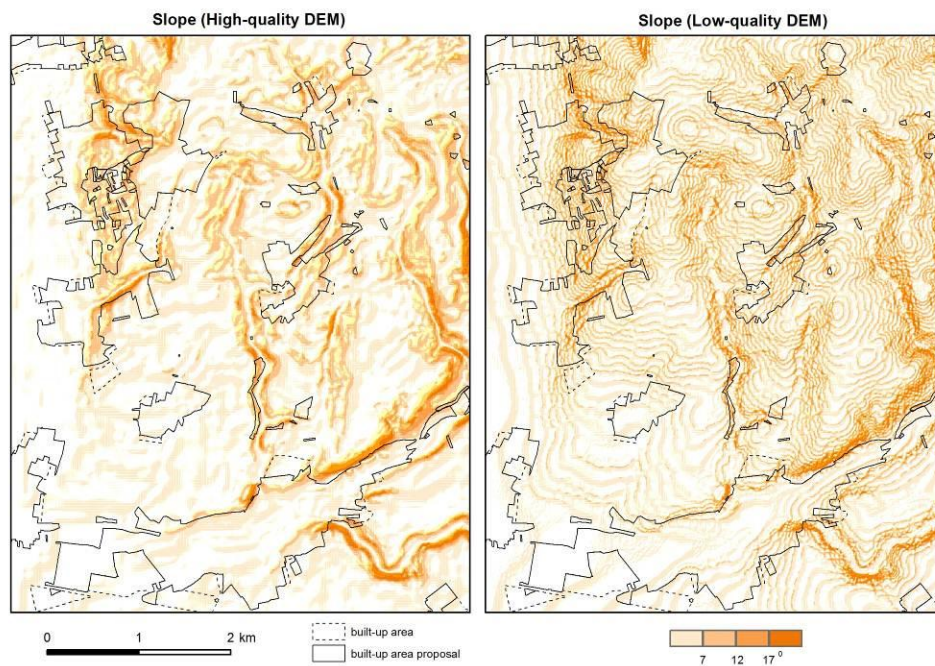 Slope (High-quality DEM)
Slope (Low-quality DEM)
0 1 2 km
built-up area
built-up area proposal
7 12 17 °